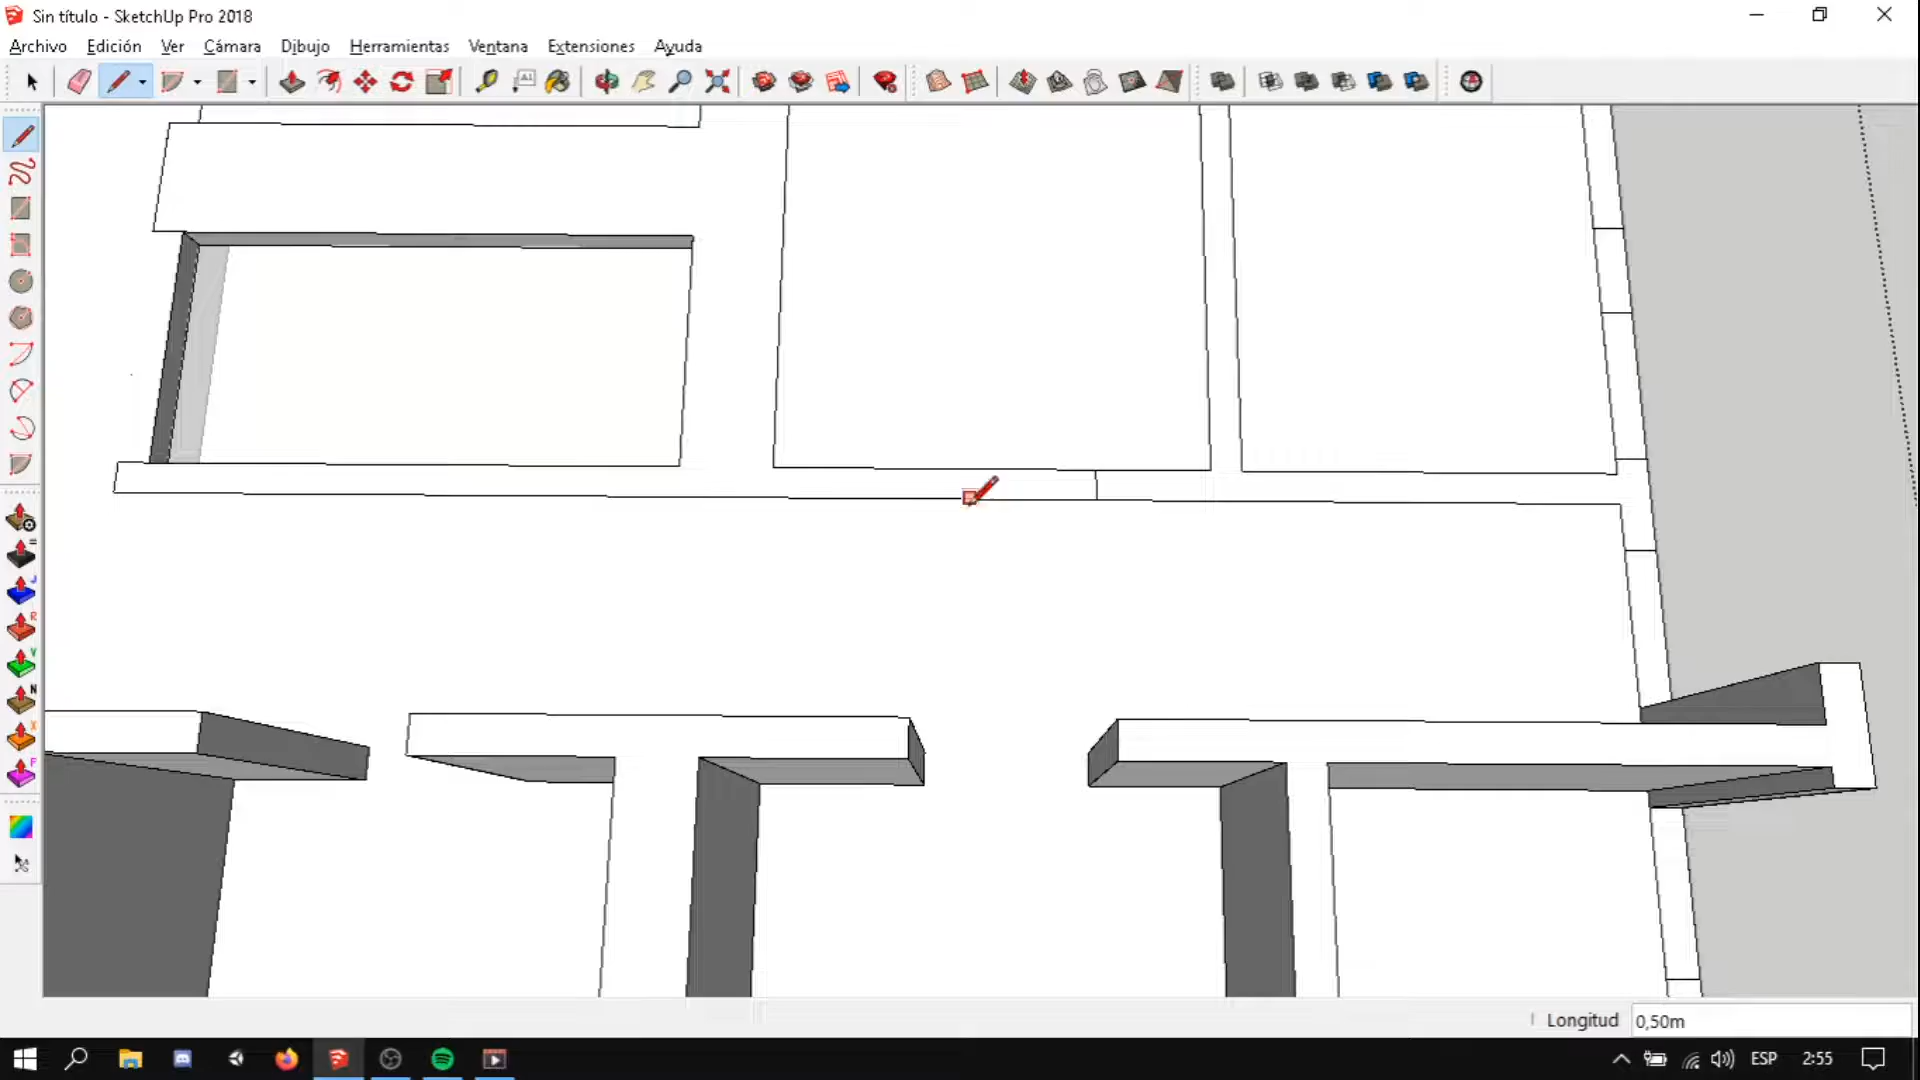 Sin título - SketchUp Pro 2018
Archivo Edición Ver Cámara Dibujo Herramientas Ventana Extensiones Ayuda
A1
=
J
R
V
N
X
F
Longitud 0,50m
ESP 2:55